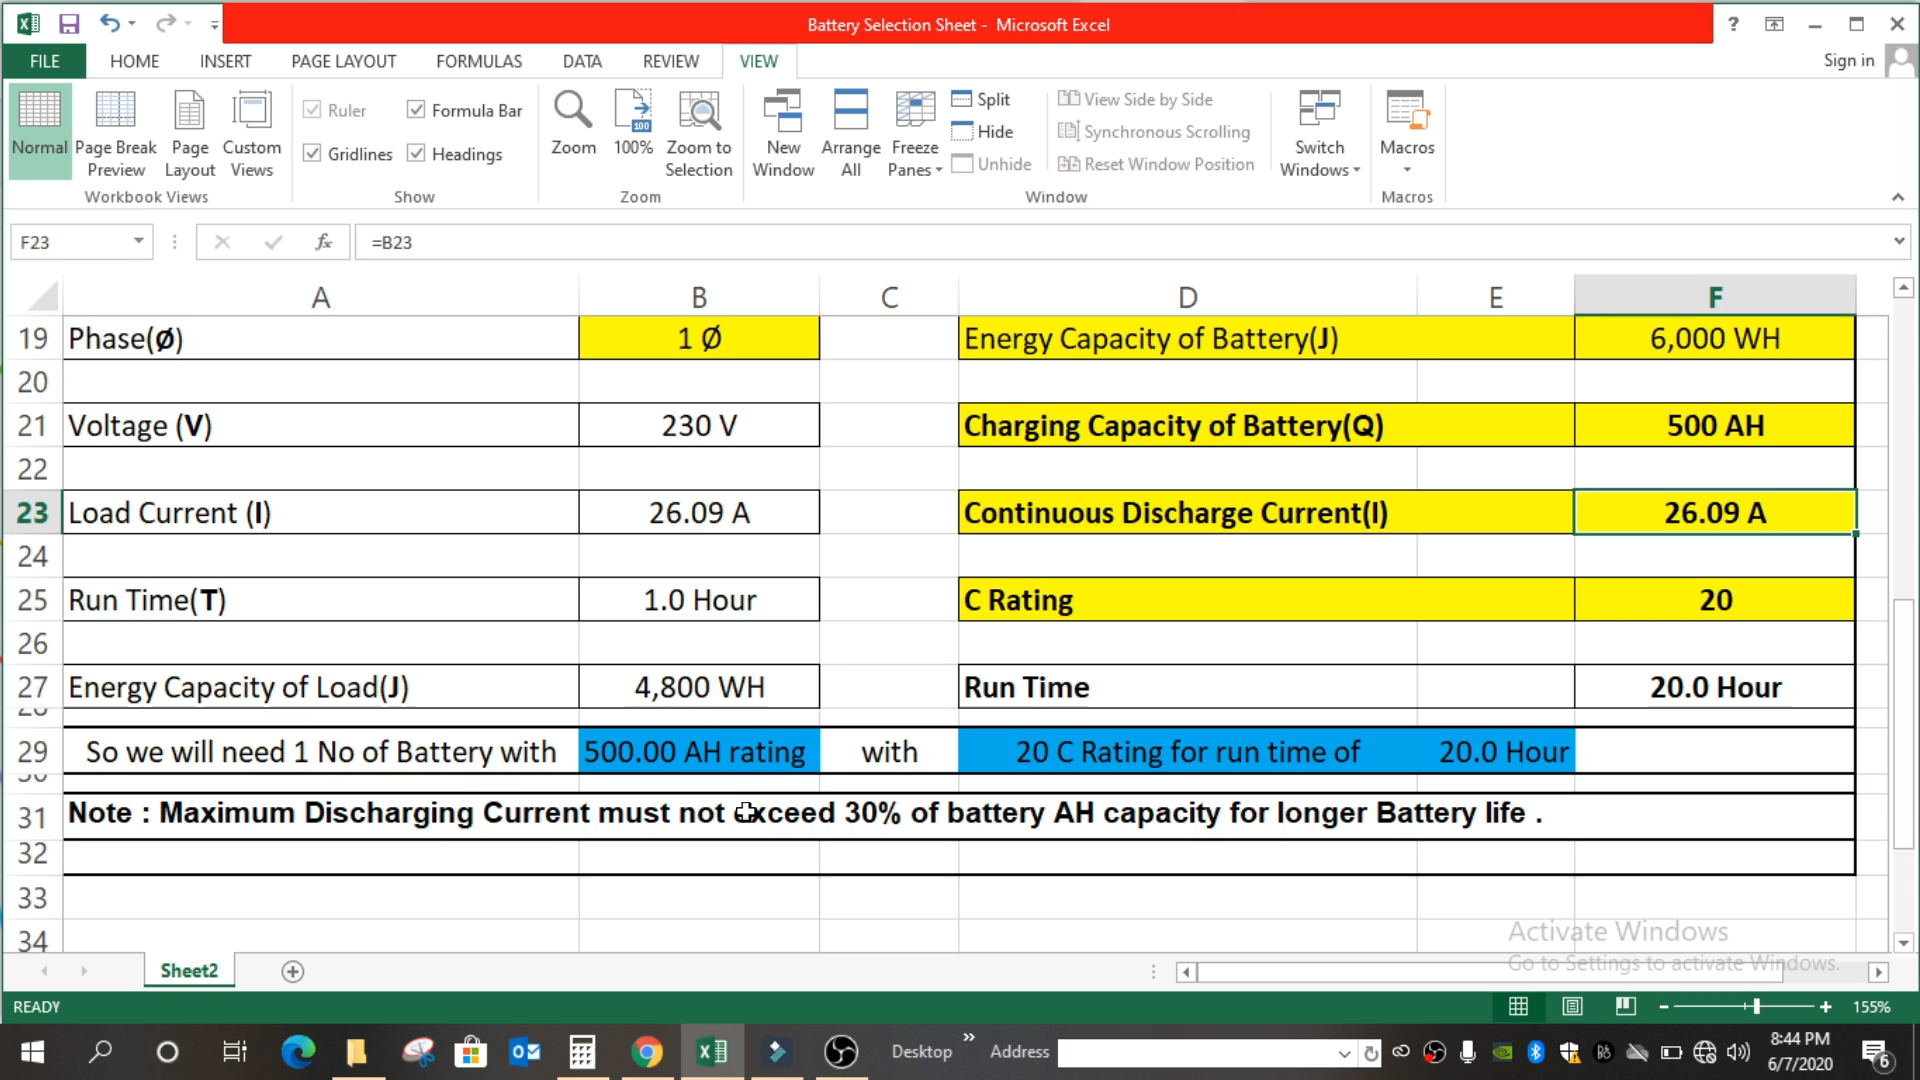 Battery Selection Sheet - Microsoft Excel
?
FILE HOME INSERT PAGE LAYOUT FORMULAS DATA REVIEW VIEW Sign in
Normal Page Break Preview Page Layout Custom Views
Workbook Views
Ruler Formula Bar
Gridlines Headings
Show
Zoom 100% Zoom to Selection
Zoom
New Window Arrange All Freeze Panes
Split
Hide
Unhide
View Side by Side
Synchronous Scrolling
Reset Window Position
Window
Switch Windows
Macros
Macros
F23 fx =B23
A B C D E F
19 Phase(Ø) 1 Ø Energy Capacity of Battery(J) 6,000 WH
20
21 Voltage (V) 230 V Charging Capacity of Battery(Q) 500 AH
22
23 Load Current (I) 26.09 A Continuous Discharge Current(I) 26.09 A
24
25 Run Time(T) 1.0 Hour C Rating 20
26
27 Energy Capacity of Load(J) 4,800 WH Run Time 20.0 Hour
29 So we will need 1 No of Battery with 500.00 AH rating with 20 C Rating for run time of 20.0 Hour
31 Note : Maximum Discharging Current must not exceed 30% of battery AH capacity for longer Battery life .
32
33
34
Activate Windows
Go to Settings to activate Windows.
Sheet2
READY 155%
Desktop » Address
8:44 PM
6/7/2020
6